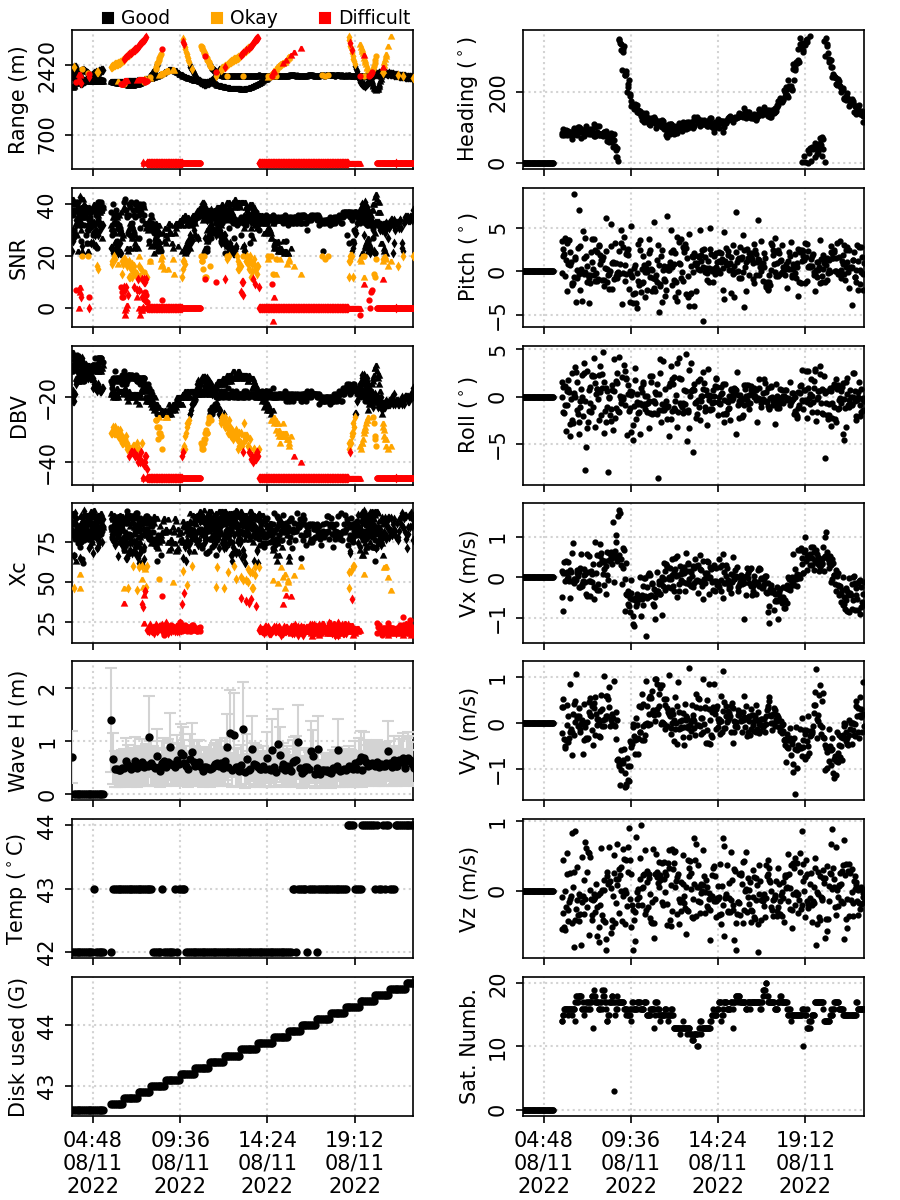 Good Okay Difficult
Range (m)
2420
700
SNR
40
20
0
DBV
−20
−40
Xc
75
50
25
Wave H (m)
2
1
0
Temp (°C)
44
43
42
Disk used (G)
44
43
04:48 09:36 14:24 19:12
08/11 08/11 08/11 08/11
2022 2022 2022 2022
Heading (°)
200
0
Pitch (°)
5
0
−5
Roll (°)
5
0
−5
Vx (m/s)
1
0
−1
Vy (m/s)
1
0
−1
Vz (m/s)
1
0
Sat. Numb.
20
10
0
04:48 09:36 14:24 19:12
08/11 08/11 08/11 08/11
2022 2022 2022 2022